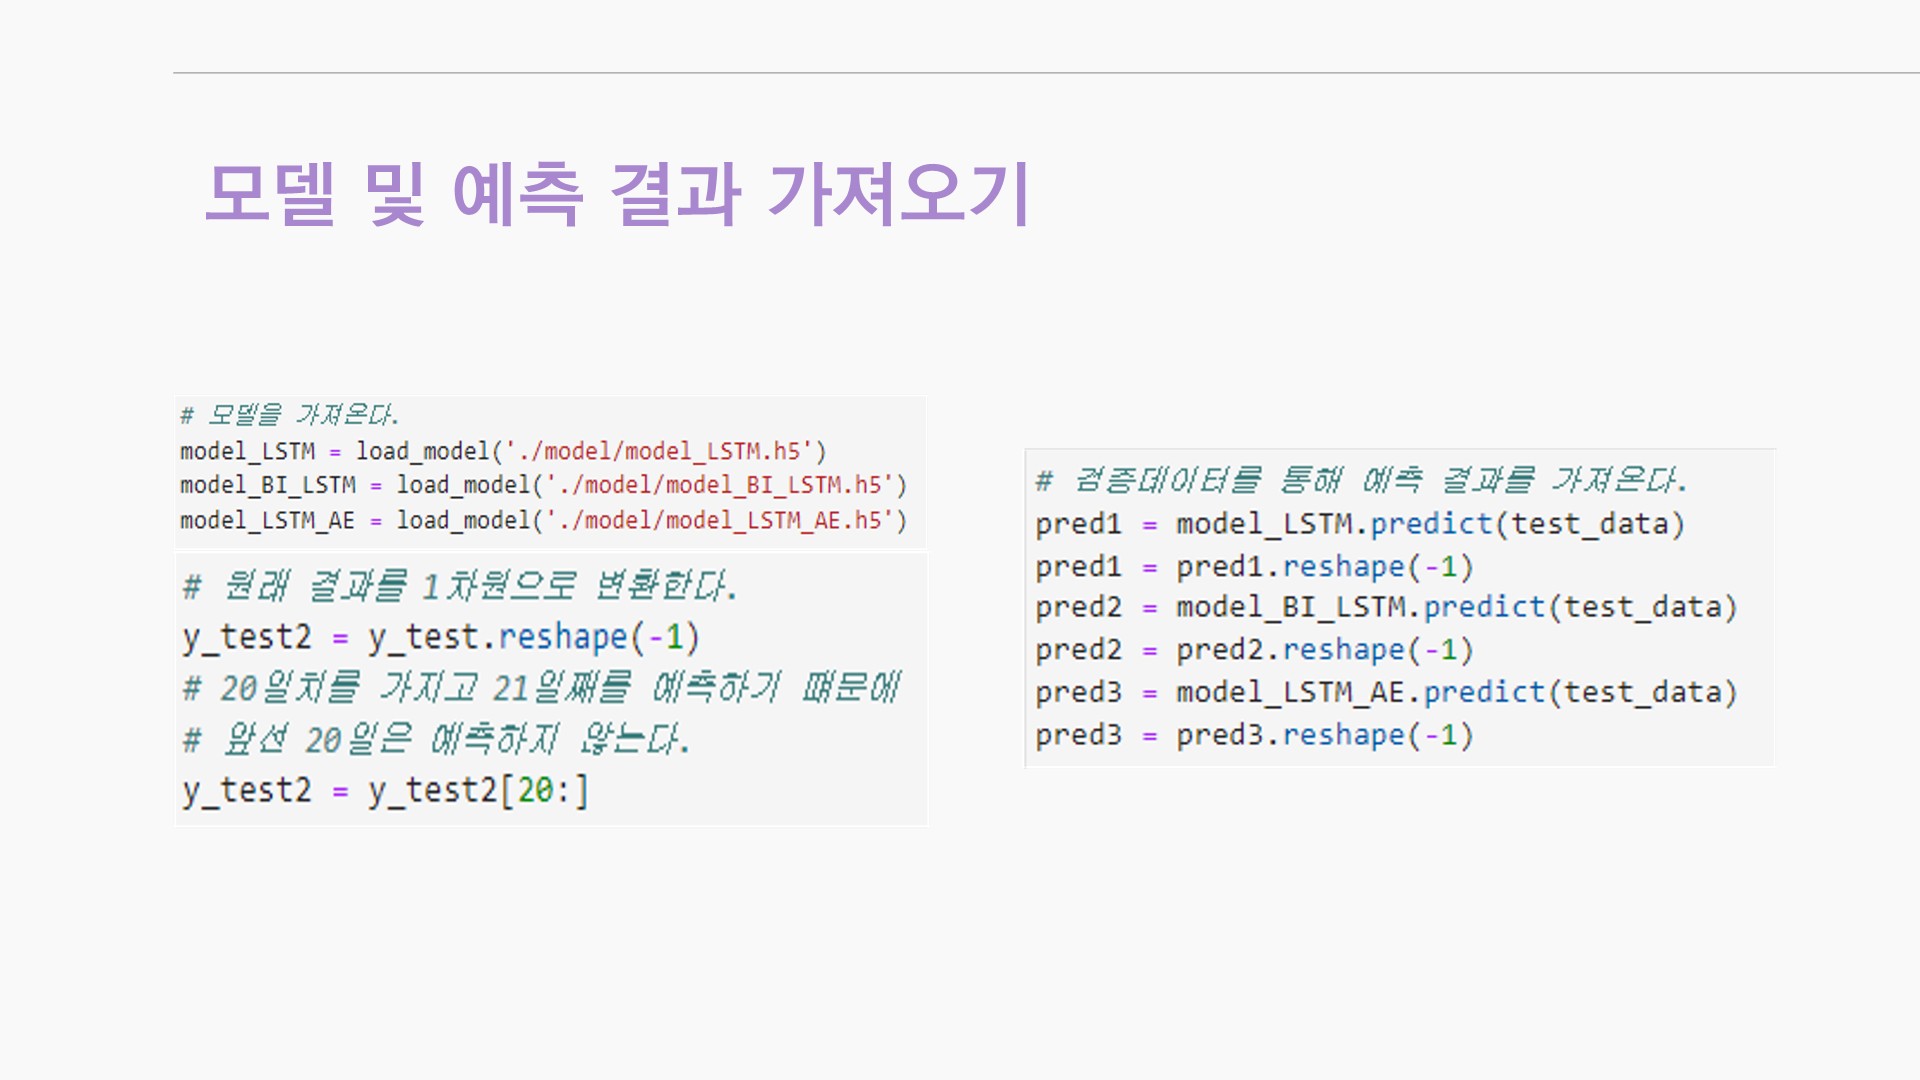 모델 및 예측 결과 가져오기
# 모델을 가져온다.
model_LSTM = load_model('./model/model_LSTM.h5')
model_BI_LSTM = load_model('./model/model_BI_LSTM.h5')
model_LSTM_AE = load_model('./model/model_LSTM_AE.h5')
# 원래 결과를 1차원으로 변환한다.
y_test2 = y_test.reshape(-1)
# 20일치를 가지고 21일째를 예측하기 때문에
# 앞선 20일은 예측하지 않는다.
y_test2 = y_test2[20:]
# 검증데이터를 통해 예측 결과를 가져온다.
pred1 = model_LSTM.predict(test_data)
pred1 = pred1.reshape(-1)
pred2 = model_BI_LSTM.predict(test_data)
pred2 = pred2.reshape(-1)
pred3 = model_LSTM_AE.predict(test_data)
pred3 = pred3.reshape(-1)